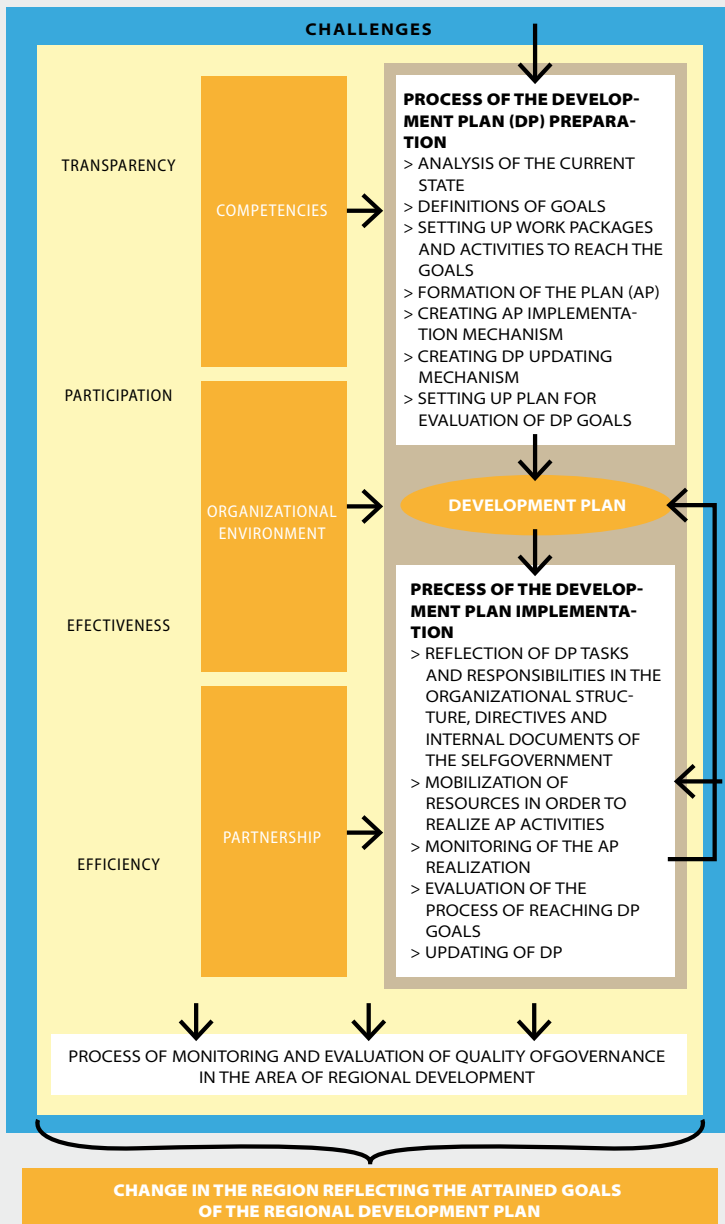 CHALLENGES
TRANSPARENCY
PARTICIPATION
EFECTIVENESS
EFFICIENCY
COMPETENCIES
ORGANIZATIONAL
ENVIRONMENT
PARTNERSHIP
PROCESS OF THE DEVELOP-
MENT PLAN (DP) PREPARA-
TION
> ANALYSIS OF THE CURRENT
STATE
> DEFINITIONS OF GOALS
> SETTING UP WORK PACKAGES
AND ACTIVITIES TO REACH THE
GOALS
> FORMATION OF THE PLAN (AP)
> CREATING AP IMPLEMENTA-
TION MECHANISM
> CREATING DP UPDATING
MECHANISM
> SETTING UP PLAN FOR
EVALUATION OF DP GOALS
DEVELOPMENT PLAN
PRECESS OF THE DEVELOP-
MENT PLAN IMPLEMENTA-
TION
> REFLECTION OF DP TASKS
AND RESPONSIBILITIES IN THE
ORGANIZATIONAL STRUC-
TURE, DIRECTIVES AND
INTERNAL DOCUMENTS OF
THE SELFGOVERNMENT
> MOBILIZATION OF
RESOURCES IN ORDER TO
REALIZE AP ACTIVITIES
> MONITORING OF THE AP
REALIZATION
> EVALUATION OF THE
PROCESS OF REACHING DP
GOALS
> UPDATING OF DP
PROCESS OF MONITORING AND EVALUATION OF QUALITY OFGOVERNANCE
IN THE AREA OF REGIONAL DEVELOPMENT
CHANGE IN THE REGION REFLECTING THE ATTAINED GOALS
OF THE REGIONAL DEVELOPMENT PLAN